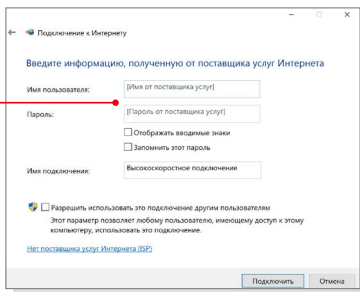 Подключение к Интернету
Введите информацию, полученную от поставщика услуг Интернета
Имя пользователя:
[Имя от поставщика услуг]
Пароль:
[Пароль от поставщика услуг]
Отображать вводимые знаки
Запомнить этот пароль
Имя подключения:
Высокоскоростное подключение
Разрешить использовать это подключение другим пользователям
Этот параметр позволяет любому пользователю, имеющему доступ к этому
компьютеру, использовать это подключение.
Нет поставщика услуг Интернета (ISP)
Подключить
Отмена